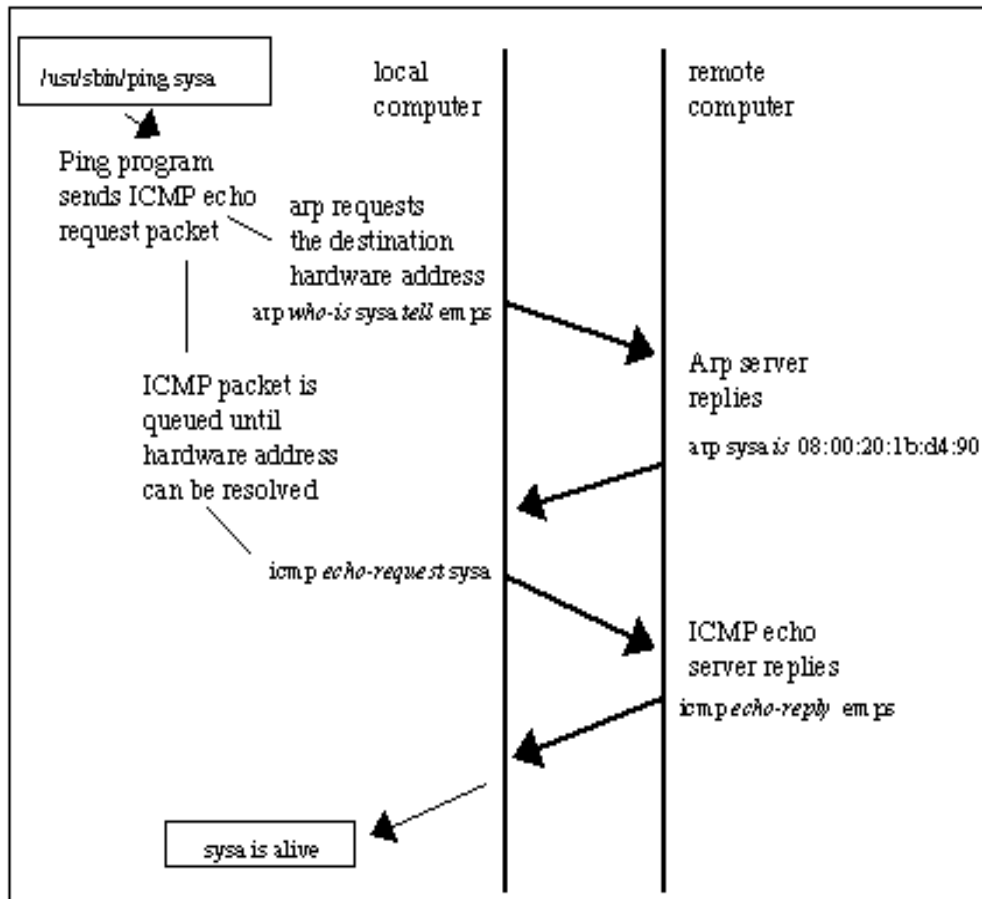 /usr/sbin/ping sysa
local
computer
remote
computer
Ping program
sends ICMP echo
request packet
arp requests
the destination
hardware address
arp who-is sysa tell emps
Arp server
replies
arp sysa is 08:00:20:1b:d4:90
ICMP packet is
queued until
hardware address
can be resolved
icmp echo-request sysa
ICMP echo
server replies
icmp echo-reply emps
sysa is alive